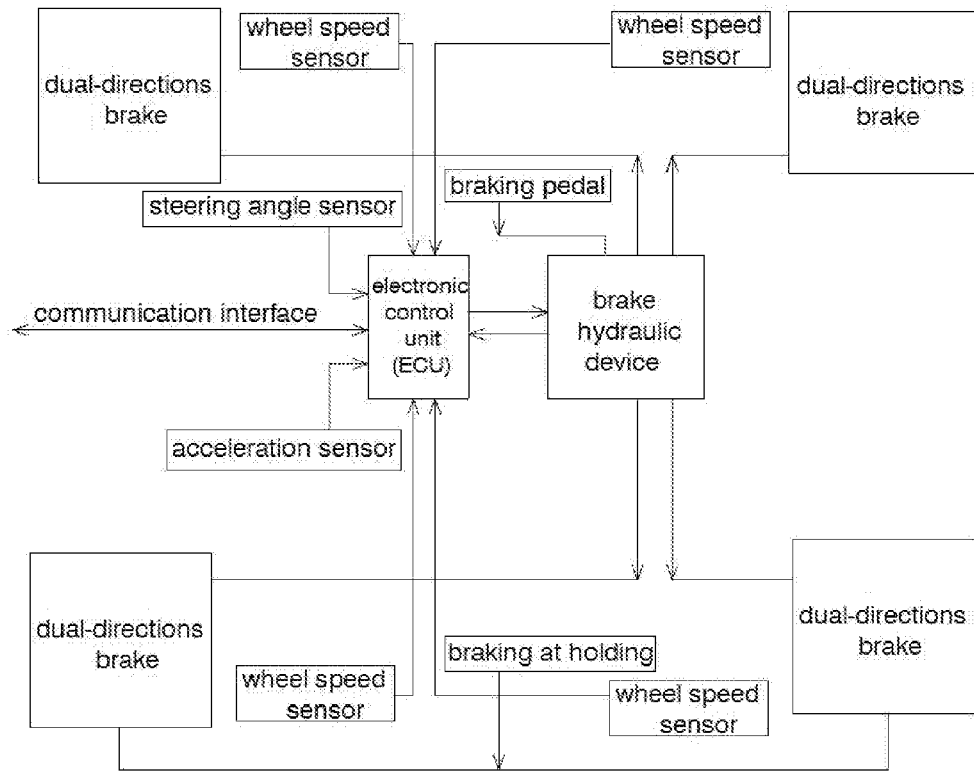 wheel speed
sensor
wheel speed
sensor
dual-directions
brake
dual-directions
brake
braking pedal
steering angle sensor
electronic
control
unit
(ECU)
brake
hydraulic
device
communication interface
acceleration sensor
dual-directions
brake
dual-directions
brake
braking at holding
wheel speed
sensor
wheel speed
sensor